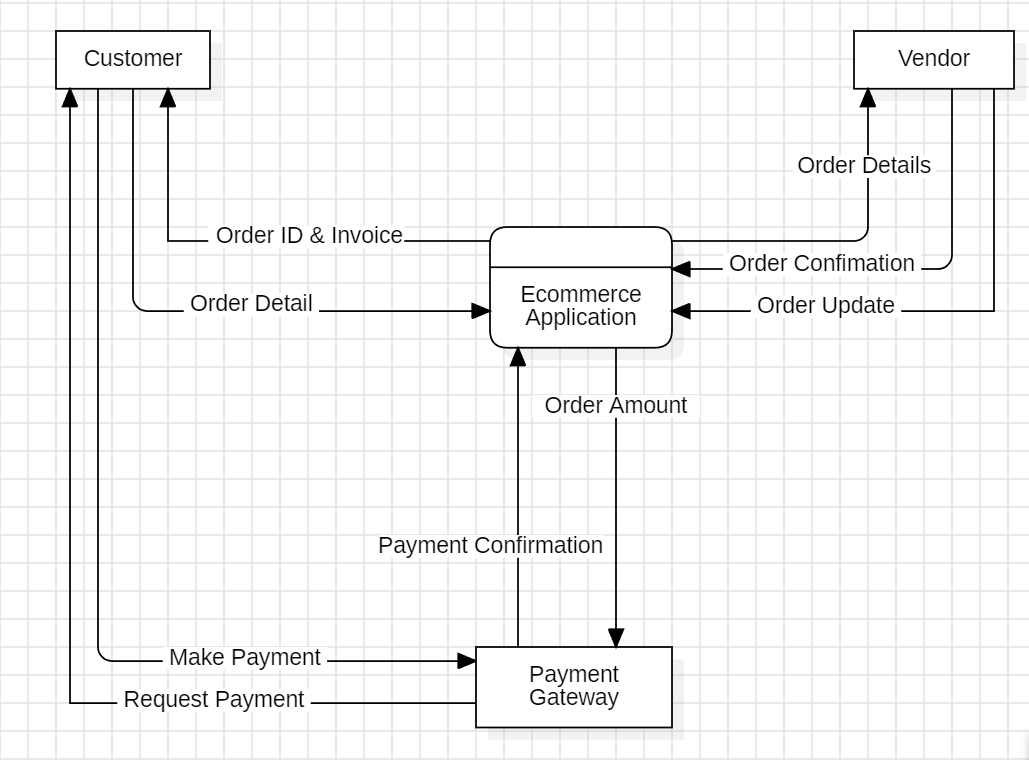 Customer
Vendor
Order Details
Order ID & Invoice
Order Confimation
Order Detail
Ecommerce
Application
Order Update
Order Amount
Payment Confirmation
Make Payment
Payment
Gateway
Request Payment